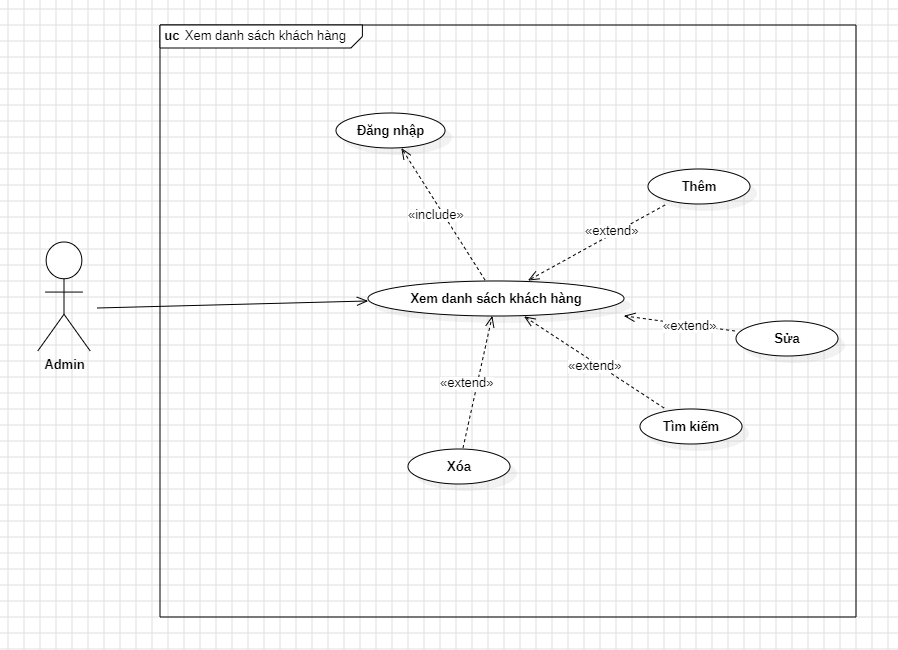 uc Xem danh sách khách hàng
Đăng nhập
Thêm
«include»
«extend»
Xem danh sách khách hàng
«extend»
Sửa
Admin
«extend»
«extend»
Tìm kiếm
Xóa